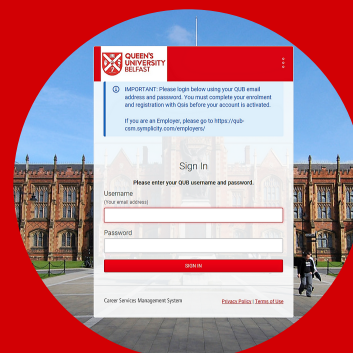 QUEEN'S
UNIVERSITY
BELFAST
IMPORTANT: Please login below using your QUB email
address and password. You must complete your enrolment
and registration with Qsis before your account is activated.
If you are an Employer, please go to https://qub-
csm.symplicity.com/employers/
Sign In
Please enter your QUB username and password.
Username
(Your email address)
Password
SIGN IN
Career Services Management System
Privacy Policy | Terms of Use